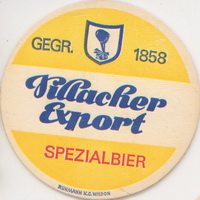 GEGR. 1858
Villacher
Export
SPEZIALBIER